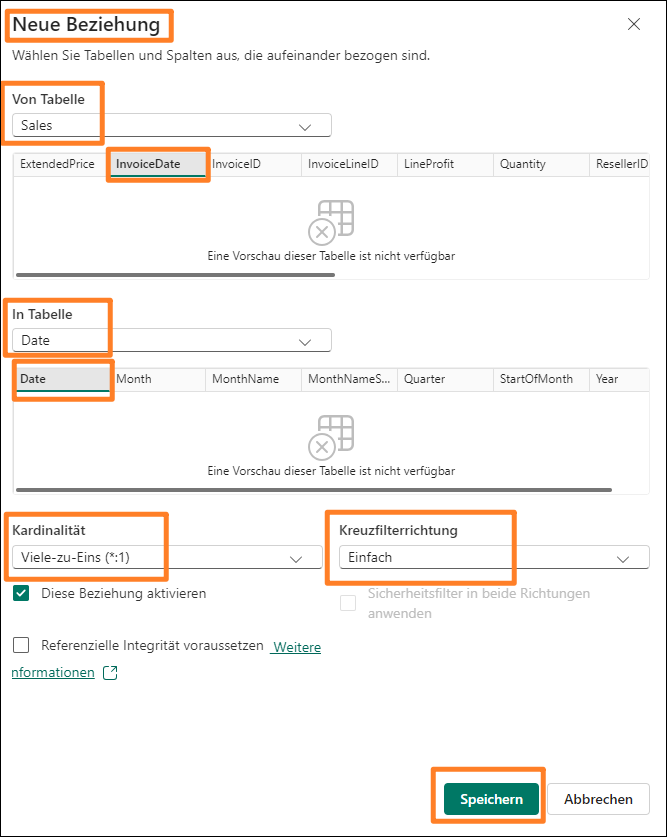 Neue Beziehung
Wählen Sie Tabellen und Spalten aus, die aufeinander bezogen sind.
Von Tabelle
Sales
ExtendedPrice InvoiceDate InvoiceID InvoiceLineID LineProfit Quantity ResellerID
Eine Vorschau dieser Tabelle ist nicht verfügbar
In Tabelle
Date
Date Month MonthName MonthNameS... Quarter StartOfMonth Year
Eine Vorschau dieser Tabelle ist nicht verfügbar
Kardinalität Kreuzfilterrichtung
Viele-zu-Eins (*:1) Einfach
Diese Beziehung aktivieren Sicherheitsfilter in beide Richtungen
anwenden
Referenzielle Integrität voraussetzen Weitere
nformationen
Speichern Abbrechen